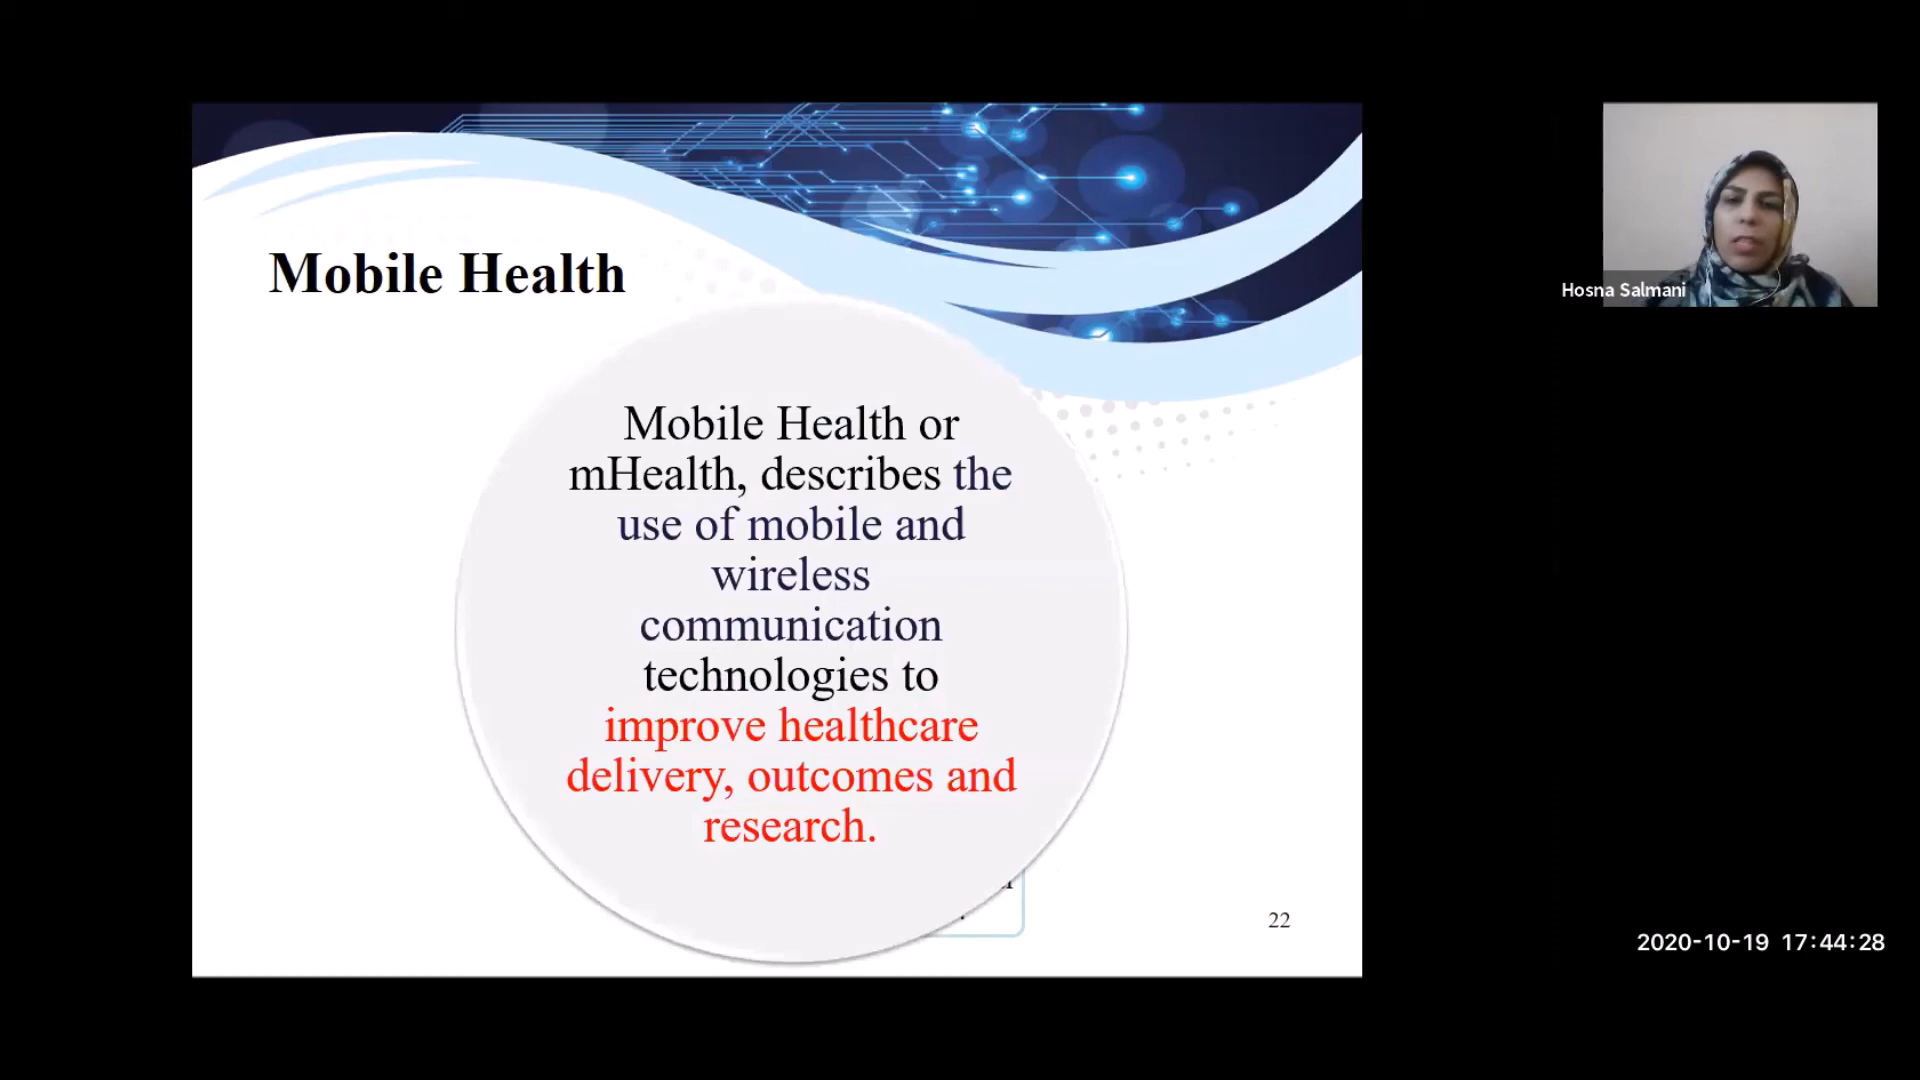 Mobile Health
Mobile Health or
mHealth, describes the
use of mobile and
wireless
communication
technologies to
improve healthcare
delivery, outcomes and
research.
22
Hosna Salmani
2020-10-19 17:44:28